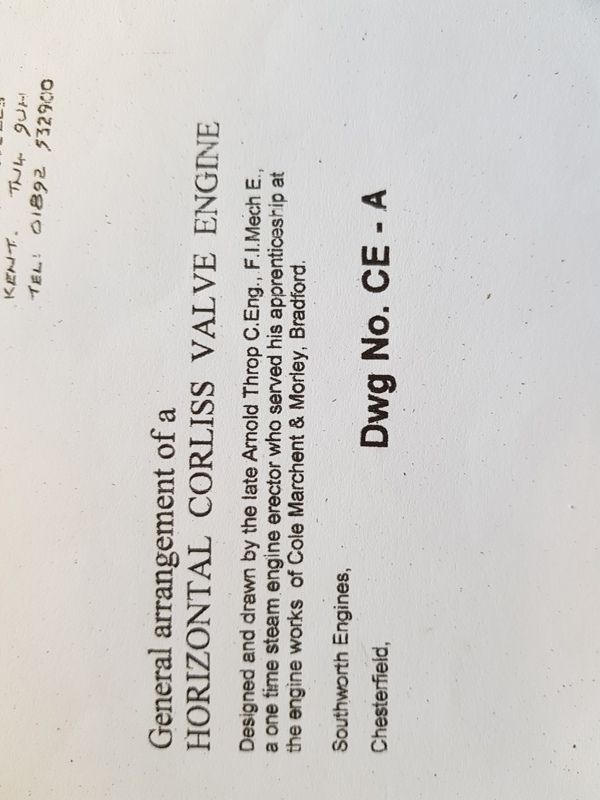 KENT. TN4 9UN
TEL: 01892 532900
General arrangement of a
HORIZONTAL CORLISS VALVE ENGINE
Designed and drawn by the late Arnold Throp C.Eng., F.I.Mech E.,
a one time steam engine erector who served his apprenticeship at
the engine works of Cole Marchent & Morley, Bradford.
Southworth Engines,
Chesterfield,
Dwg No. CE - A